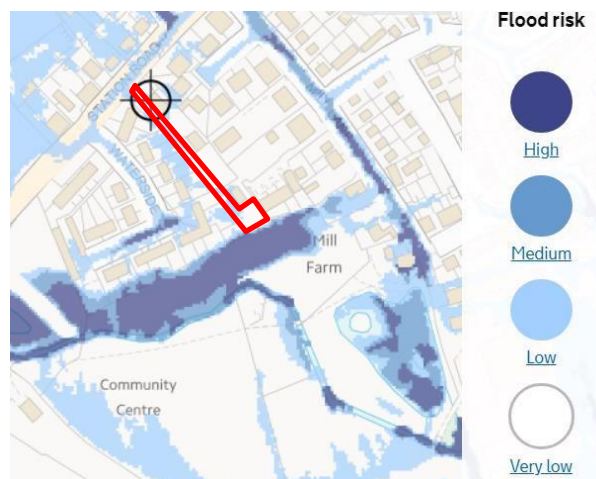 Flood risk
High
Medium
Low
Very low
STATION ROAD
WATERSIDE
Mill
Farm
Community
Centre